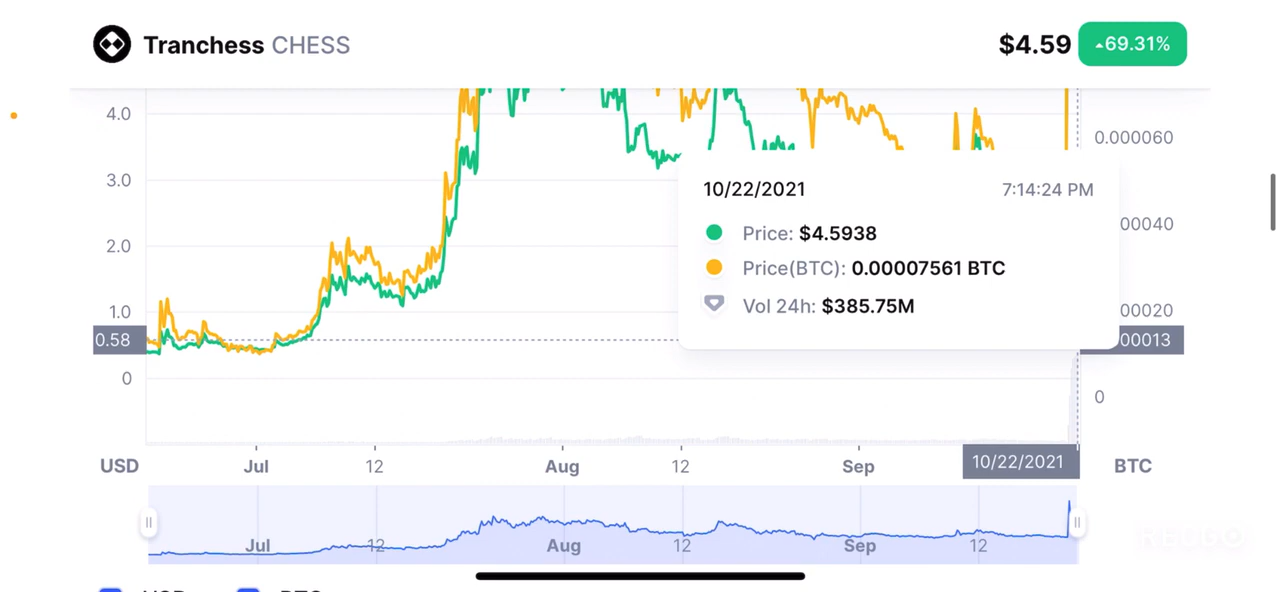 Tranchess CHESS
$4.59 69.31%
4.0
0.000060
10/22/2021 7:14:24 PM
3.0
Price: $4.5938
00040
2.0
Price(BTC): 0.00007561 BTC
Vol 24h: $385.75M
1.0
00020
0.58
00013
0
0
USD Jul 12 Aug 12 Sep 10/22/2021 BTC
Jul 12 Aug 12 Sep 12